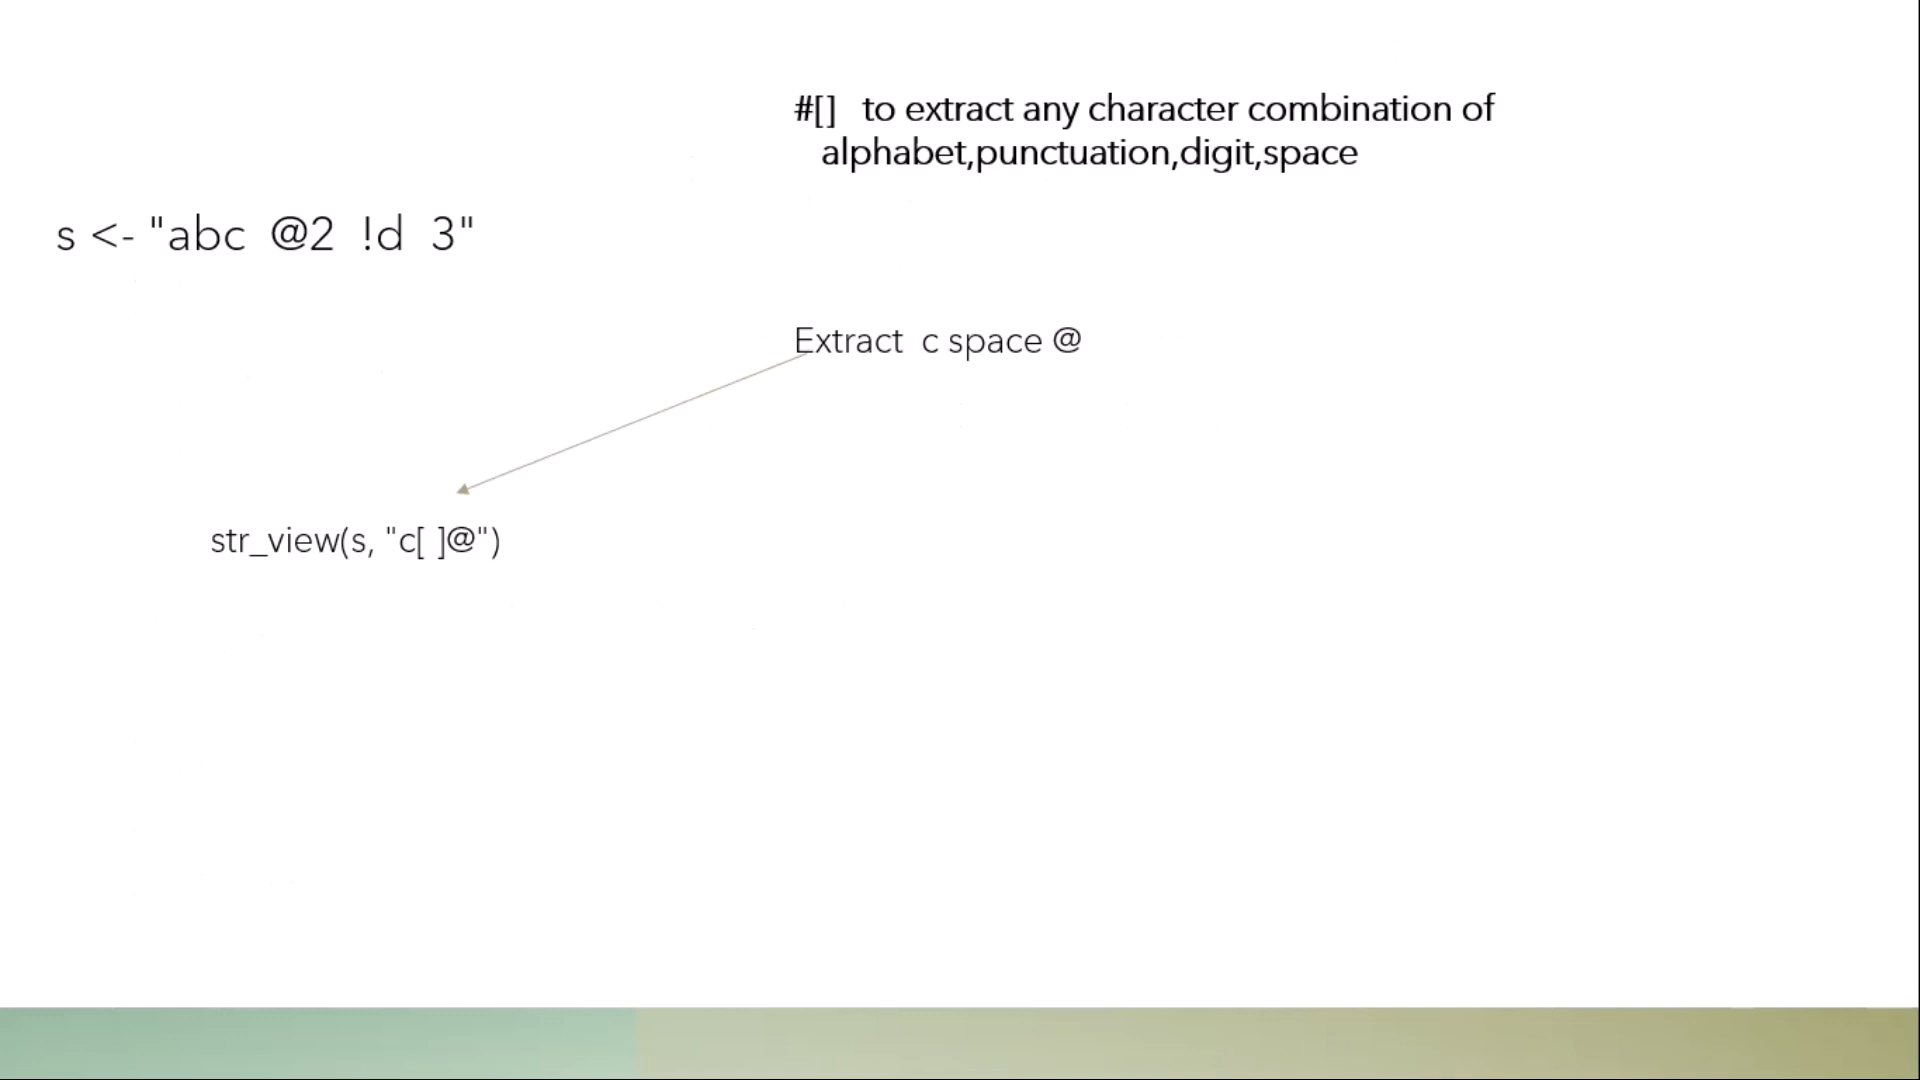 #[]   to extract any character combination of
alphabet,punctuation,digit,space
s <- "abc  @2  !d  3"
Extract  c space @
str_view(s, "c[ ]@")